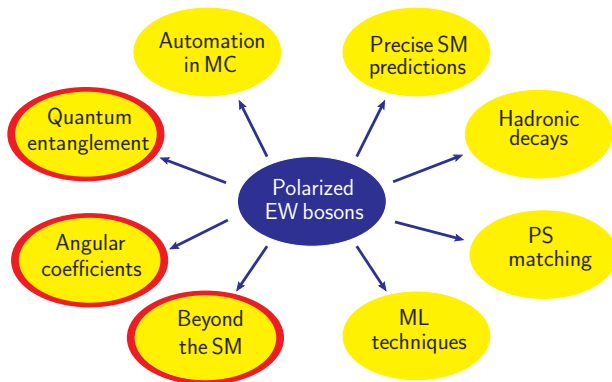 Automation
in MC
Precise SM
predictions
Quantum
entanglement
Hadronic
decays
Polarized
EW bosons
Angular
coefficients
PS
matching
Beyond
the SM
ML
techniques